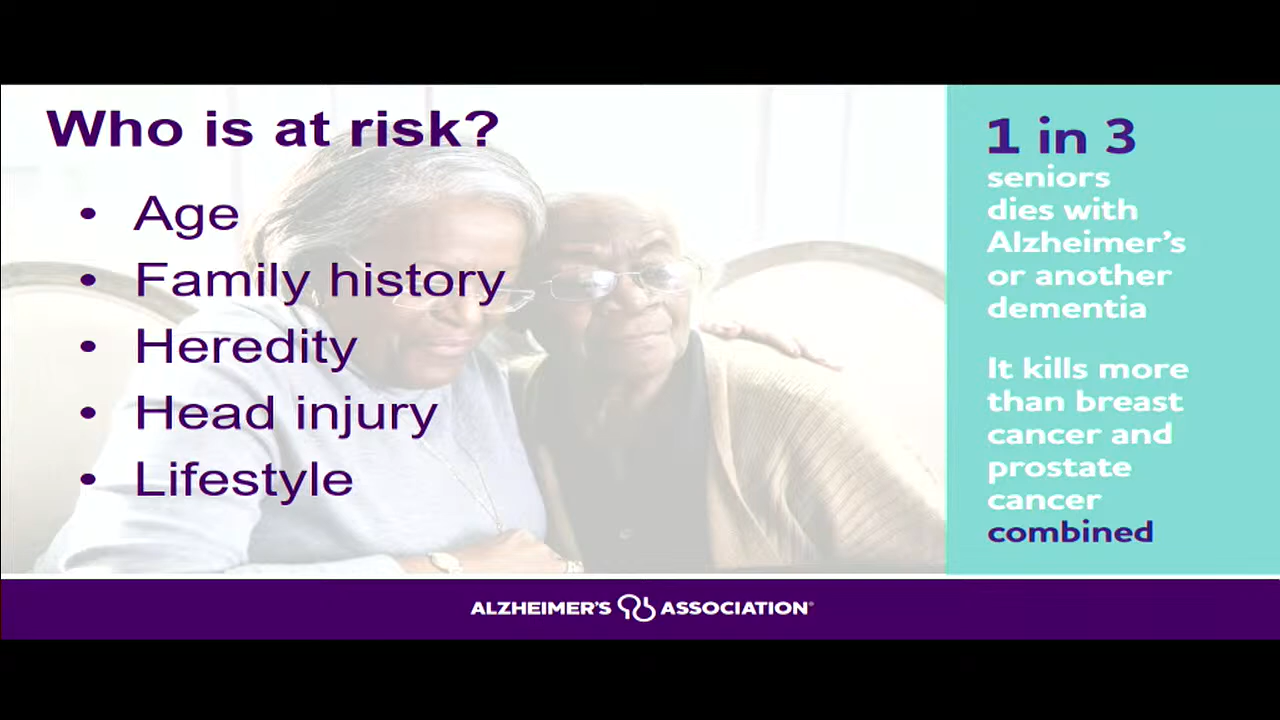 Who is at risk?
• Age
• Family history
• Heredity
• Head injury
• Lifestyle
1 in 3
seniors
dies with
Alzheimer's
or another
dementia
It kills more
than breast
cancer and
prostate
cancer
combined
ALZHEIMER'S ASSOCIATION®